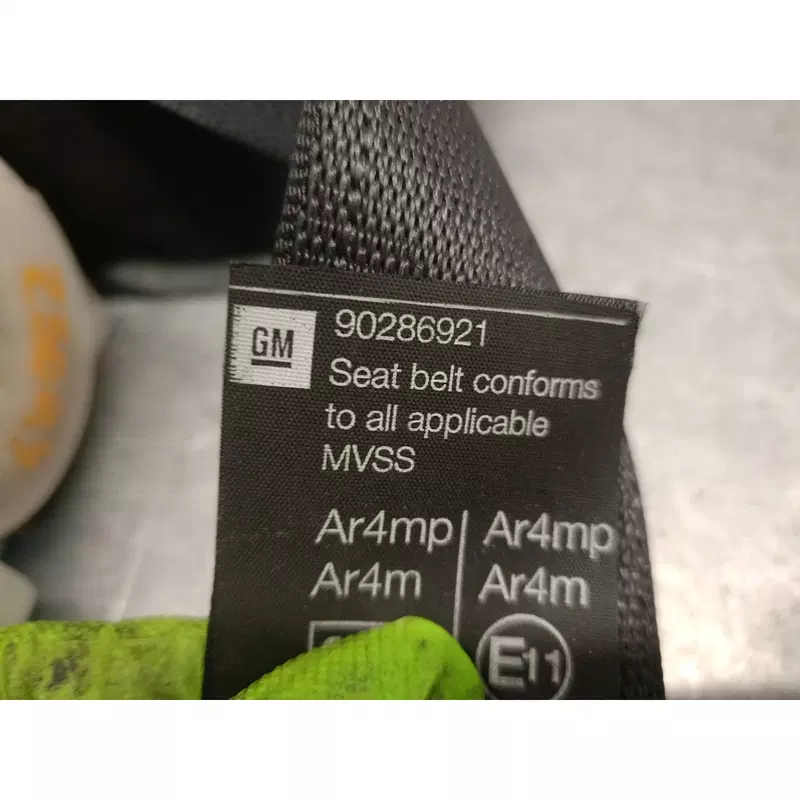 GM
90286921
Seat belt conforms
to all applicable
MVSS
Ar4mp
Ar4m
Ar4mp
Ar4m
E11